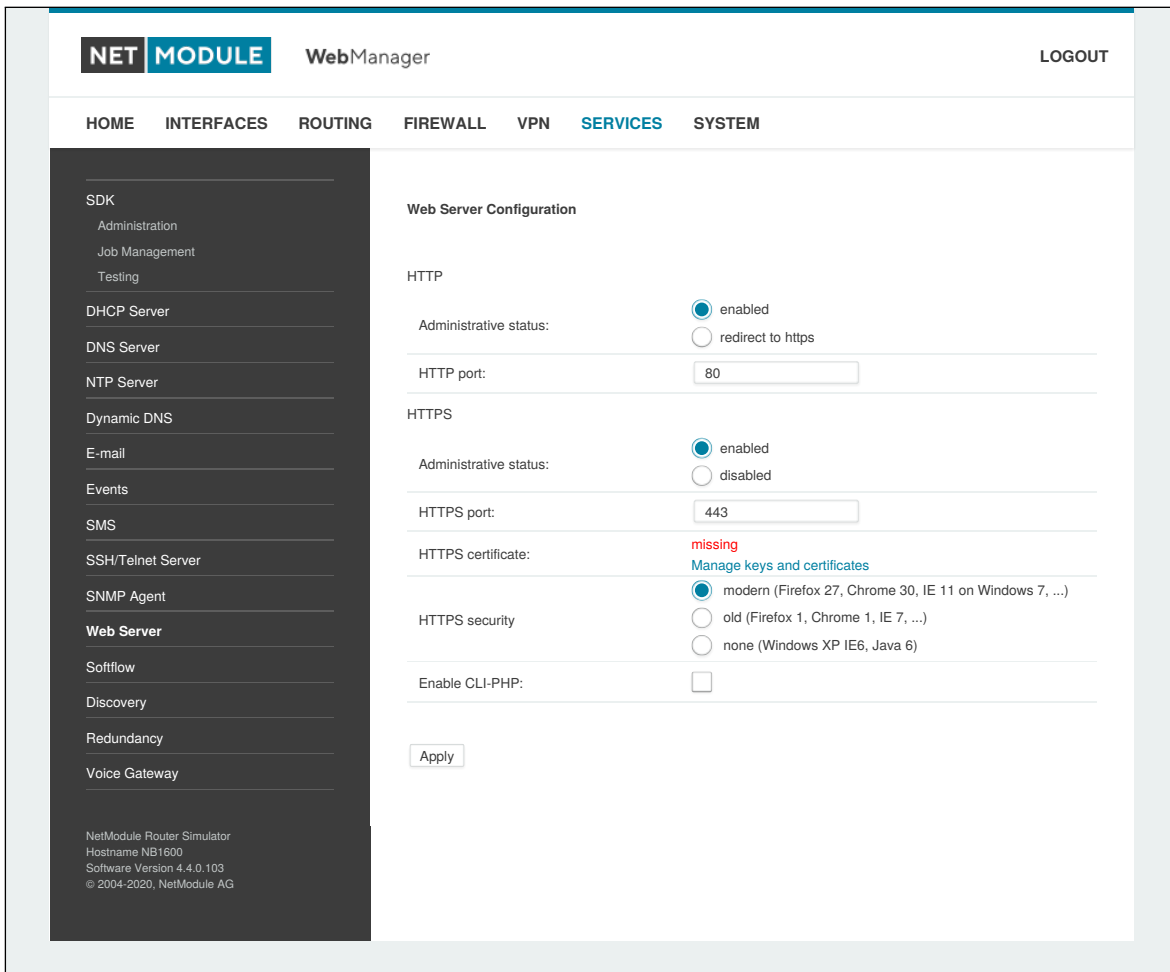 NET MODULE WebManager LOGOUT
HOME INTERFACES ROUTING FIREWALL VPN SERVICES SYSTEM
SDK
Administration
Job Management
Testing
DHCP Server
DNS Server
NTP Server
Dynamic DNS
E-mail
Events
SMS
SSH/Telnet Server
SNMP Agent
Web Server
Softflow
Discovery
Redundancy
Voice Gateway
NetModule Router Simulator
Hostname NB1600
Software Version 4.4.0.103
© 2004-2020, NetModule AG
Web Server Configuration
HTTP
Administrative status:
enabled
redirect to https
HTTP port: 80
HTTPS
Administrative status:
enabled
disabled
HTTPS port: 443
HTTPS certificate:
missing
Manage keys and certificates
HTTPS security
modern (Firefox 27, Chrome 30, IE 11 on Windows 7, ...)
old (Firefox 1, Chrome 1, IE 7, ...)
none (Windows XP IE6, Java 6)
Enable CLI-PHP:
Apply